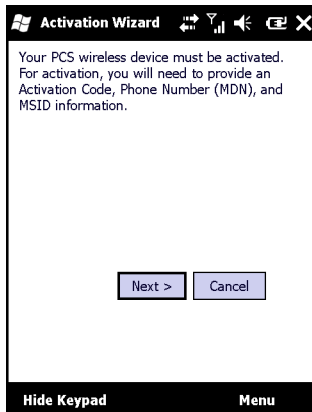 Activation Wizard
Your PCS wireless device must be activated.
For activation, you will need to provide an
Activation Code, Phone Number (MDN), and
MSID information.
Next > Cancel
Hide Keypad Menu